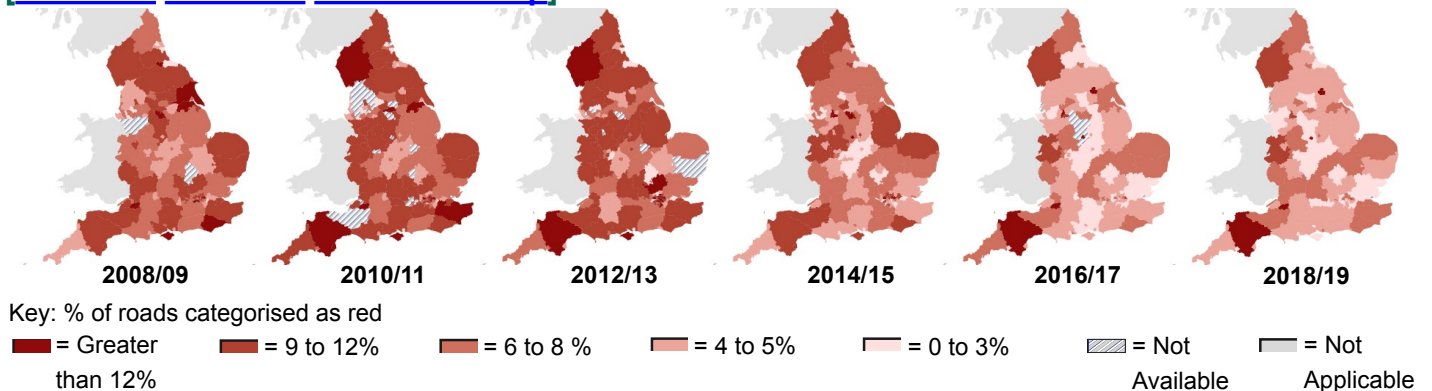 2008/09 2010/11 2012/13 2014/15 2016/17 2018/19
Key: % of roads categorised as red
= Greater than 12%
= 9 to 12%
= 6 to 8 %
= 4 to 5%
= 0 to 3%
= Not Available
= Not Applicable